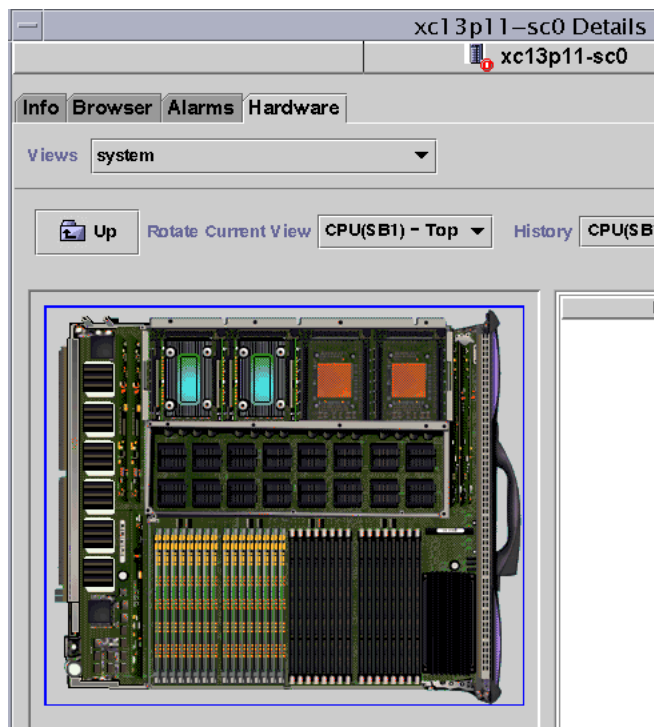 xc13p11-sc0 Details
xc13p11-sc0
Info Browser Alarms Hardware
Views system
Up Rotate Current View CPU(SB1) - Top History CPU(SB